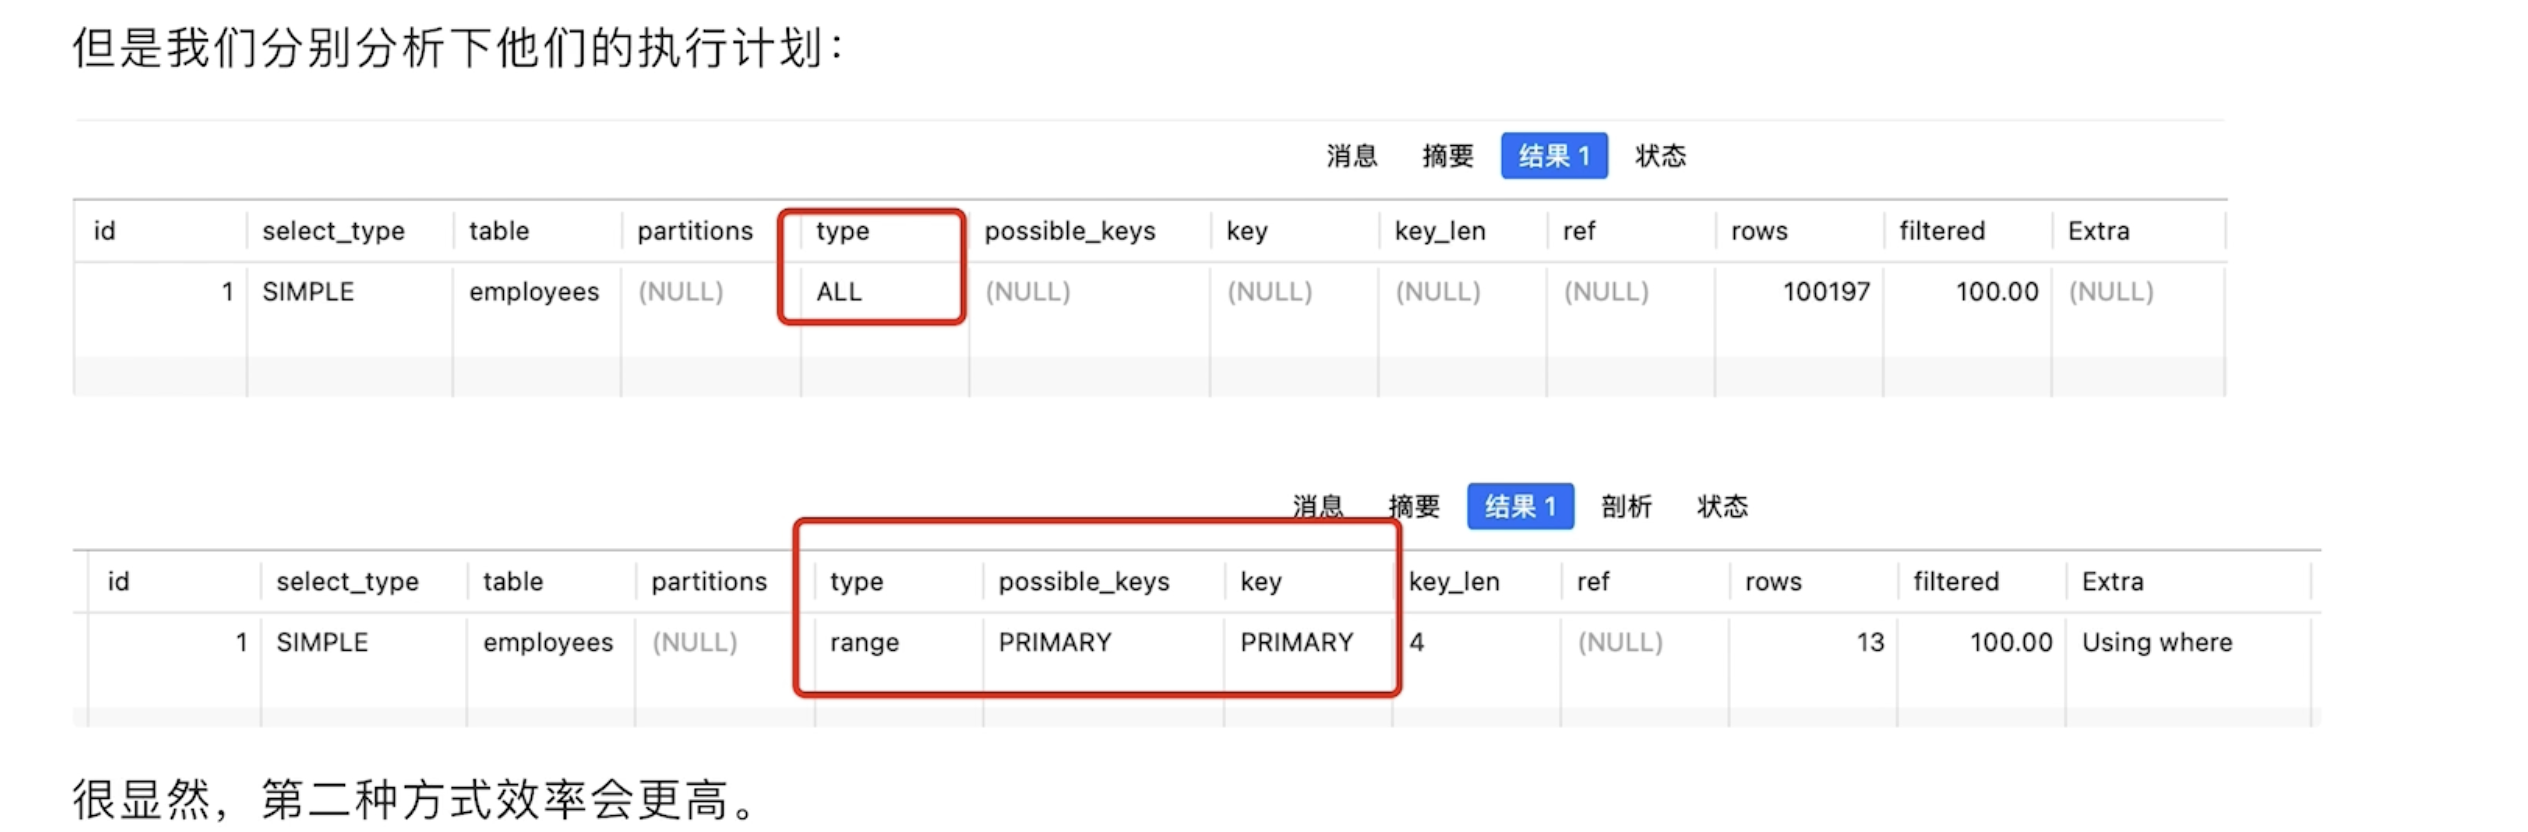 但是我们分别分析下他们的执行计划：
消息 摘要 结果 1 状态
id select_type table partitions type possible_keys key key_len ref rows filtered Extra
1 SIMPLE employees (NULL) ALL (NULL) (NULL) (NULL) (NULL) 100197 100.00 (NULL)
消息 摘要 结果 1 剖析 状态
id select_type table partitions type possible_keys key key_len ref rows filtered Extra
1 SIMPLE employees (NULL) range PRIMARY PRIMARY 4 (NULL) 13 100.00 Using where
很显然，第二种方式效率会更高。